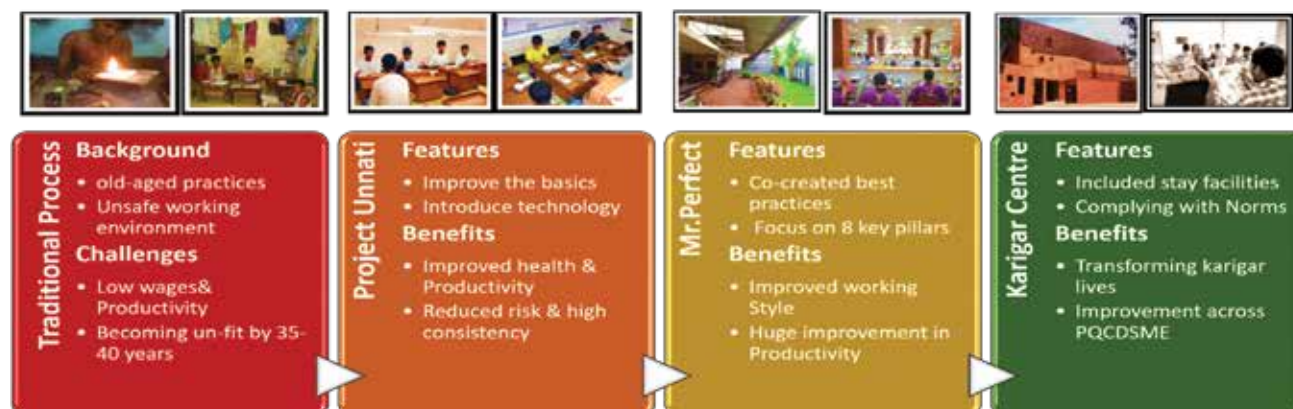 Traditional Process
Background
• old-aged practices
• Unsafe working
environment
Challenges
• Low wages& 
Productivity
• Becoming un-fit by 35-
40 years
Project Unnati
Features
• Improve the basics
• Introduce technology
Benefits
• Improved health &
Productivity
• Reduced risk & high
consistency
Mr.Perfect
Features
• Co-created best
practices
• Focus on 8 key pillars
Benefits
• Improved working
Style
• Huge improvement in
Productivity
Karigar Centre
Features
• Included stay facilities
• Complying with Norms
Benefits
• Transforming karigar
lives
• Improvement across
PQCDSME